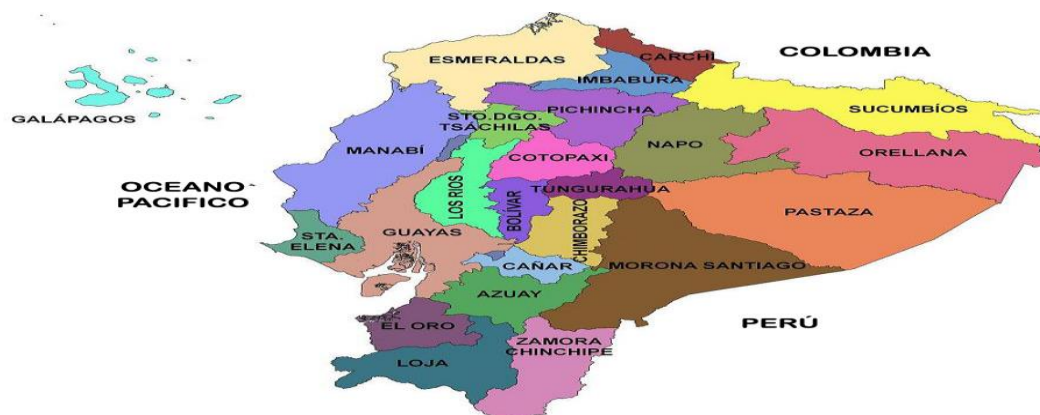 ESMERALDAS
CARCHI
COLOMBIA
IMBABURA
PICHINCHA
SUCUMBÍOS
GALÁPAGOS
STO.DGO.
TSÁCHILAS
MANABÍ
COTOPAXI
NAPO
ORELLANA
OCEANO
PACIFICO
LOS RIOS
BOLIVAR
TUNGURAHUA
PASTAZA
STA.
ELENA
GUAYAS
CHIMBORAZO
CAÑAR
MORONA SANTIAGO
AZUAY
EL ORO
PERÚ
ZAMORA
CHINCHIPE
LOJA